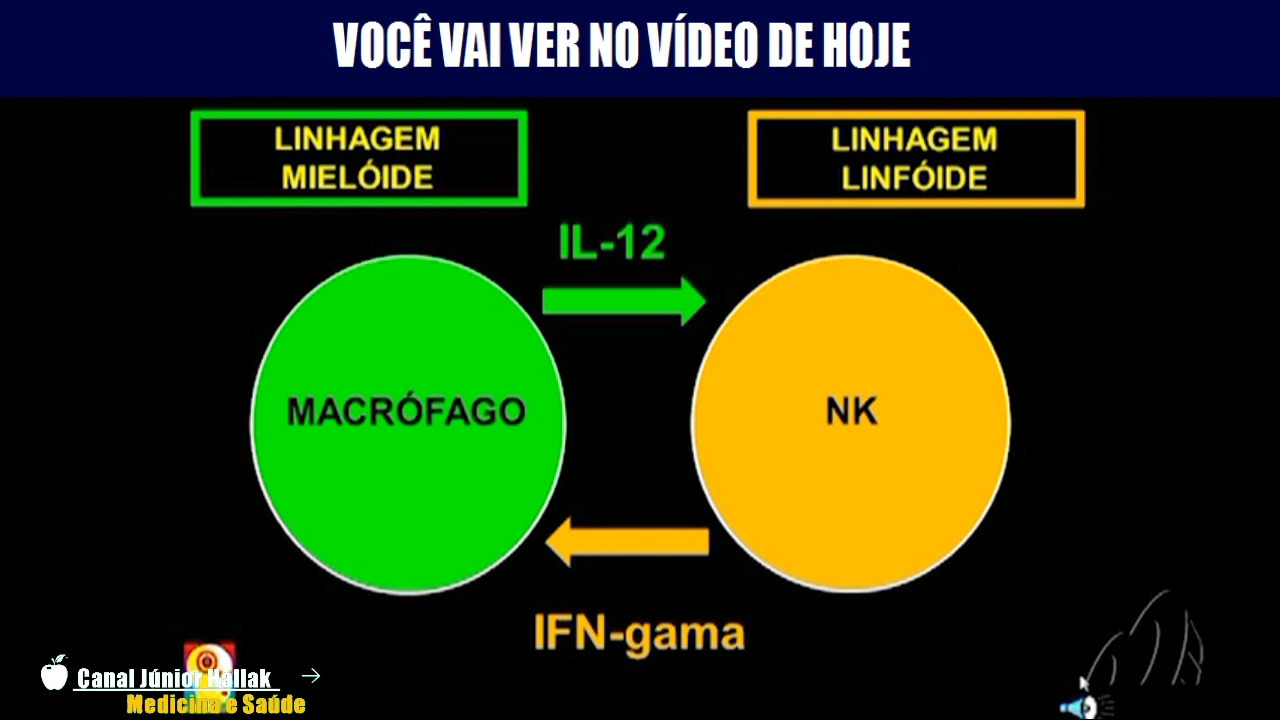 VOCÊ VAI VER NO VÍDEO DE HOJE
LINHAGEM
MIELÓIDE
LINHAGEM
LINFÓIDE
IL-12
MACRÓFAGO
NK
IFN-gama
Canal Júnior Hallak
Medicina e Saúde